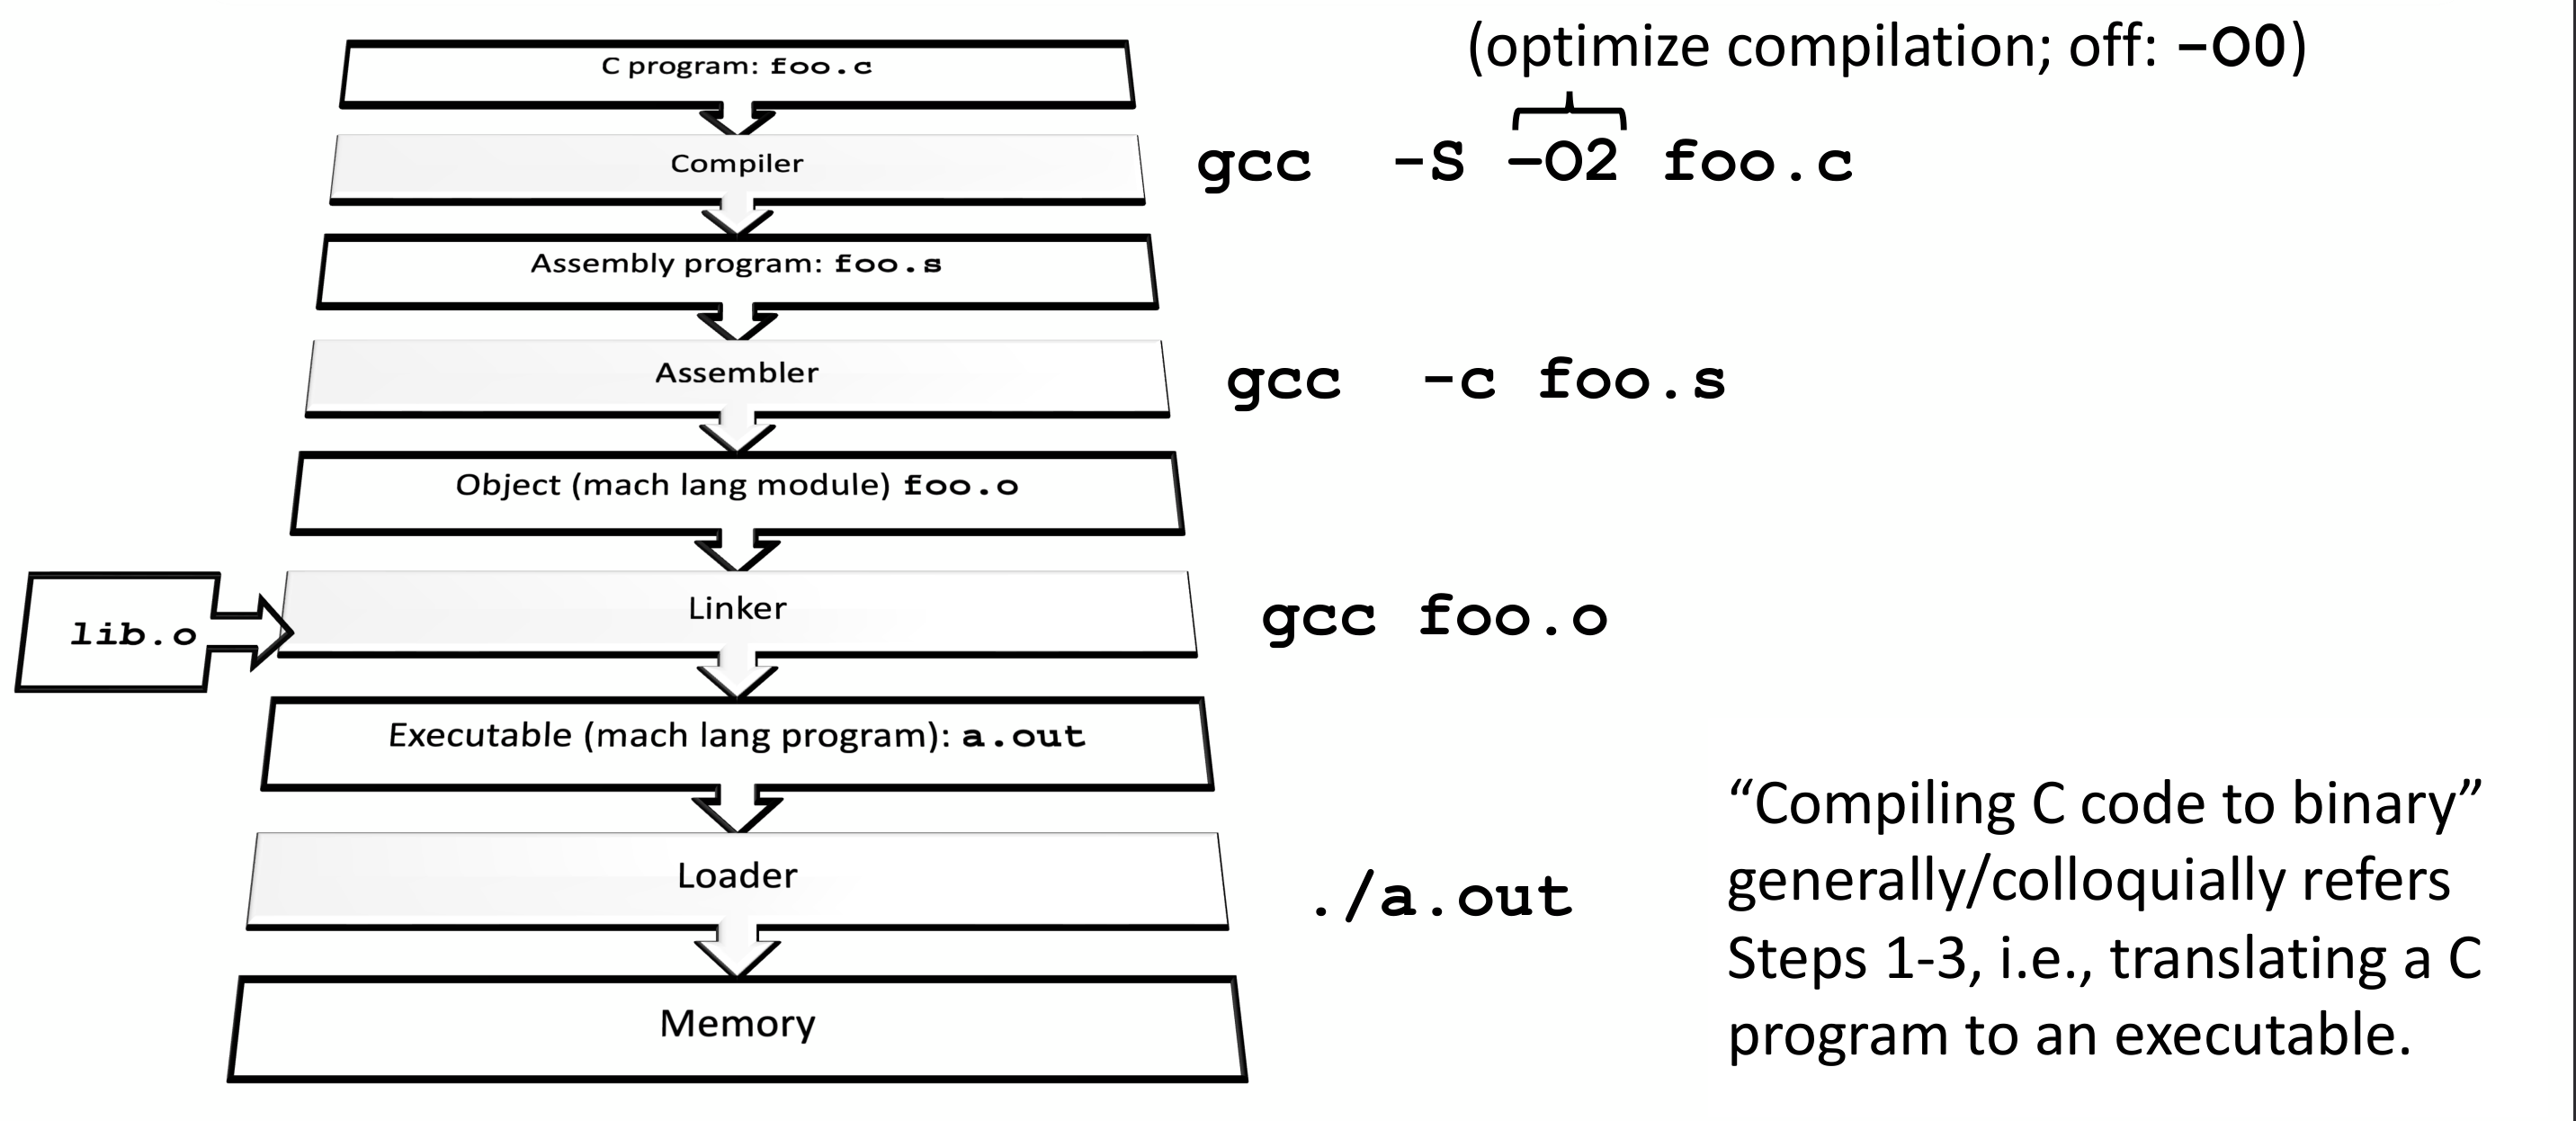 (optimize compilation; off: -O0)
C program: foo.c
Compiler
gcc -S -O2 foo.c
Assembly program: foo.s
Assembler
gcc -c foo.s
Object (mach lang module) foo.o
lib.o
Linker
gcc foo.o
Executable (mach lang program): a.out
Loader
./a.out
Memory
“Compiling C code to binary”
generally/colloquially refers
Steps 1-3, i.e., translating a C
program to an executable.